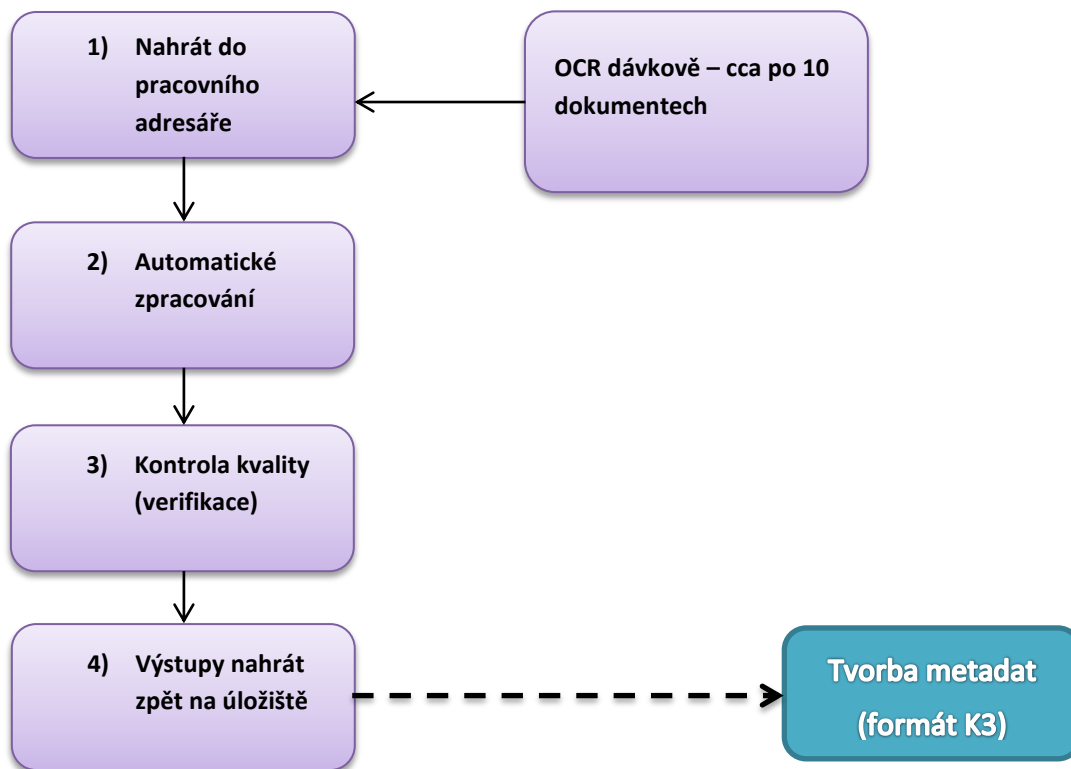 1) Nahrát do
pracovního
adresáře
OCR dávkově – cca po 10
dokumentech
2) Automatické
zpracování
3) Kontrola kvality
(verifikace)
4) Výstupy nahrát
zpět na úložiště
Tvorba metadat
(formát K3)